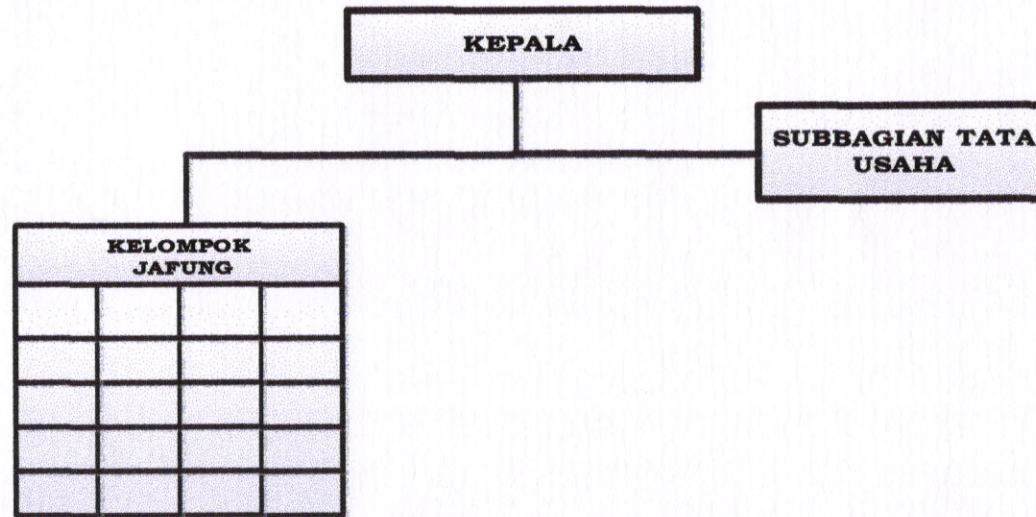 KEPALA
SUBBAGIAN TATA
USAHA
KELOMPOK
JAFUNG